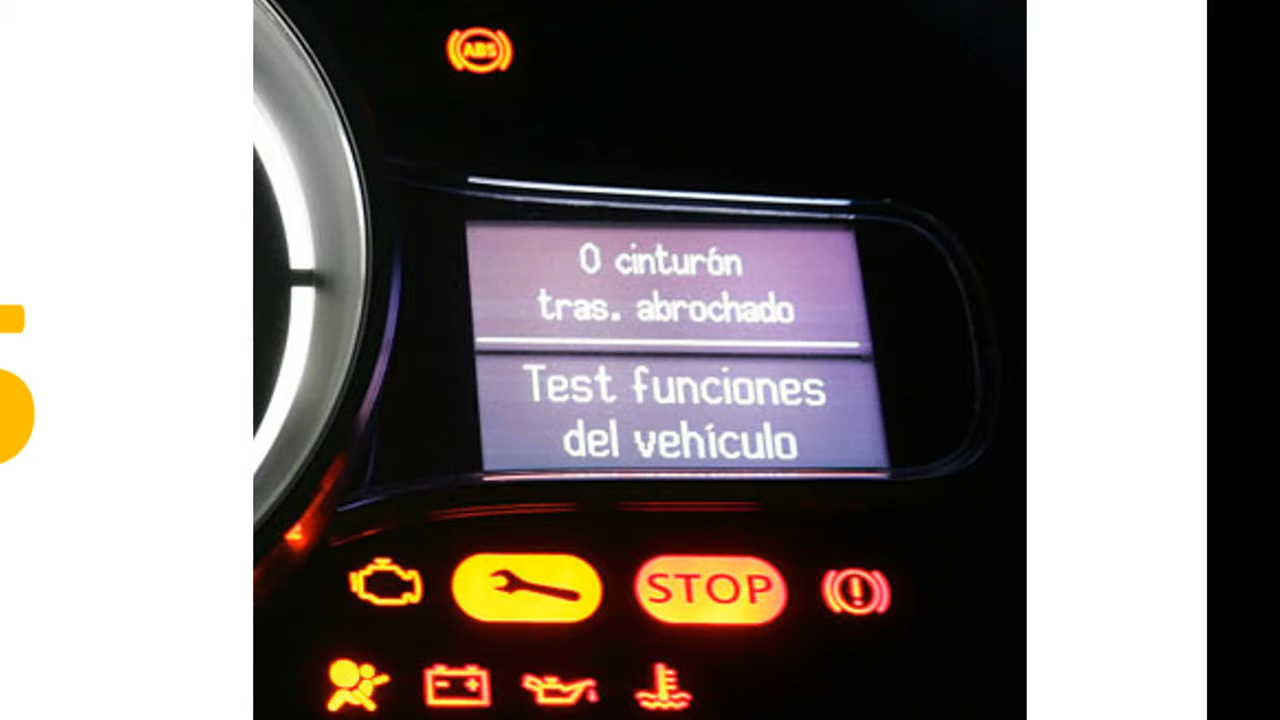 ABS
0 cinturón
tras. abrochado
Test funciones
del vehículo
STOP